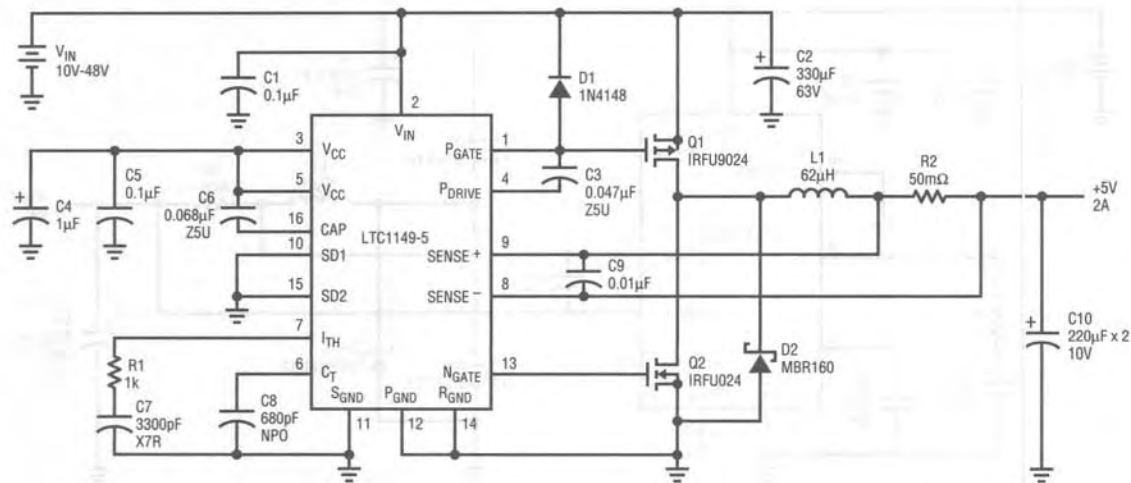 V_IN
10V-48V
C1
0.1µF
2
V_IN
D1
1N4148
C2
330µF
63V
+
3
V_CC
P_GATE
1
Q1
IRFU9024
5
V_CC
P_DRIVE
4
C3
0.047µF
Z5U
L1
62µH
R2
50mΩ
+5V
2A
+
C4
1µF
C5
0.1µF
C6
0.068µF
Z5U
16
CAP
LTC1149-5
10
SD1
SENSE +
9
C9
0.01µF
15
SD2
SENSE −
8
7
I_TH
R1
1k
6
C_T
N_GATE
13
Q2
IRFU024
D2
MBR160
+
C10
220µF x 2
10V
C7
3300pF
X7R
C8
680pF
NPO
S_GND
11
P_GND
12
R_GND
14